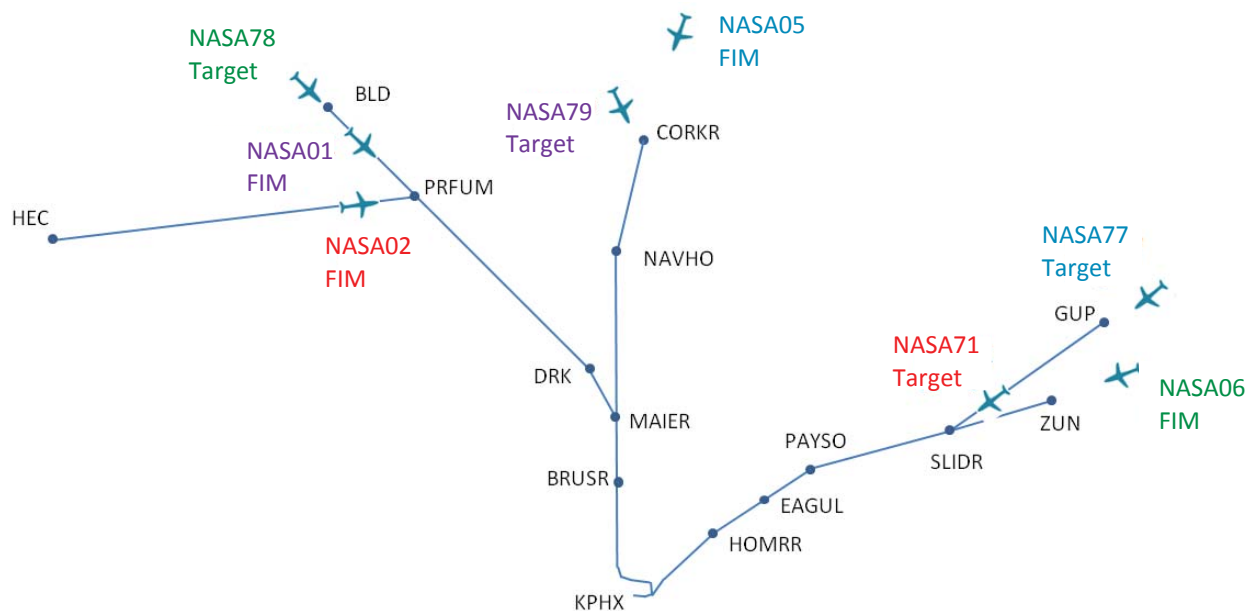 NASA05
FIM
NASA78
Target
BLD
NASA79
Target
CORKR
NASA01
FIM
PRFUM
HEC
NASA02
FIM
NAVHO
NASA77
Target
GUP
NASA71
Target
DRK
NASA06
FIM
MAIER
ZUN
PAYSO
SLIDR
BRUSR
EAGUL
HOMRR
KPHX